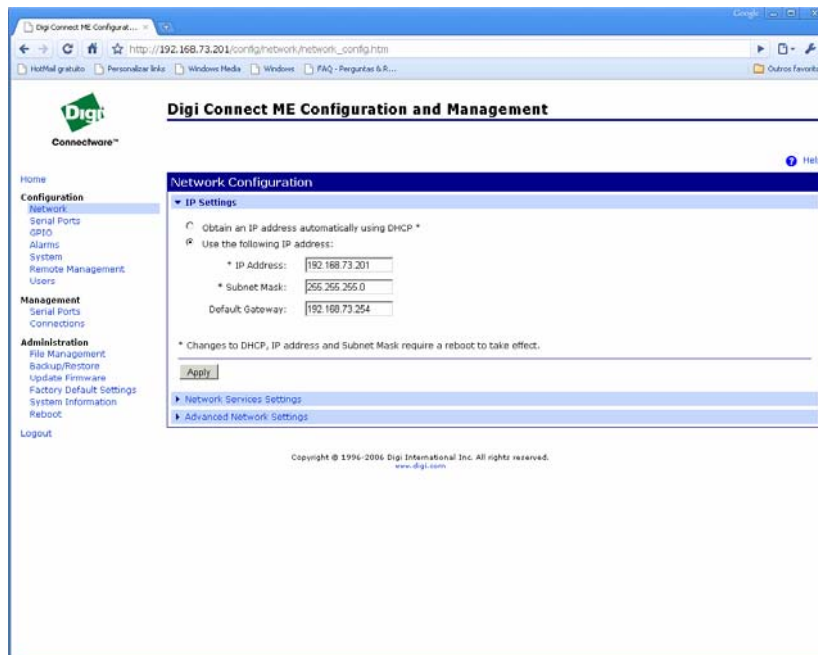 Google
Digi Connect ME Configurat...
http://192.168.73.201/config/network/network_config.htm
HotMail gratuito Personalizar links Windows Media Windows FAQ - Perguntas & R... Outros favorit
Digi
Connectware™
Digi Connect ME Configuration and Management
Hel
Home
Configuration
Network
Serial Ports
GPIO
Alarms
System
Remote Management
Users
Management
Serial Ports
Connections
Administration
File Management
Backup/Restore
Update Firmware
Factory Default Settings
System Information
Reboot
Logout
Network Configuration
IP Settings
Obtain an IP address automatically using DHCP *
Use the following IP address:
* IP Address: 192.168.73.201
* Subnet Mask: 255.255.255.0
Default Gateway: 192.168.73.254
* Changes to DHCP, IP address and Subnet Mask require a reboot to take effect.
Apply
Network Services Settings
Advanced Network Settings
Copyright © 1996-2006 Digi International Inc. All rights reserved.
www.digi.com